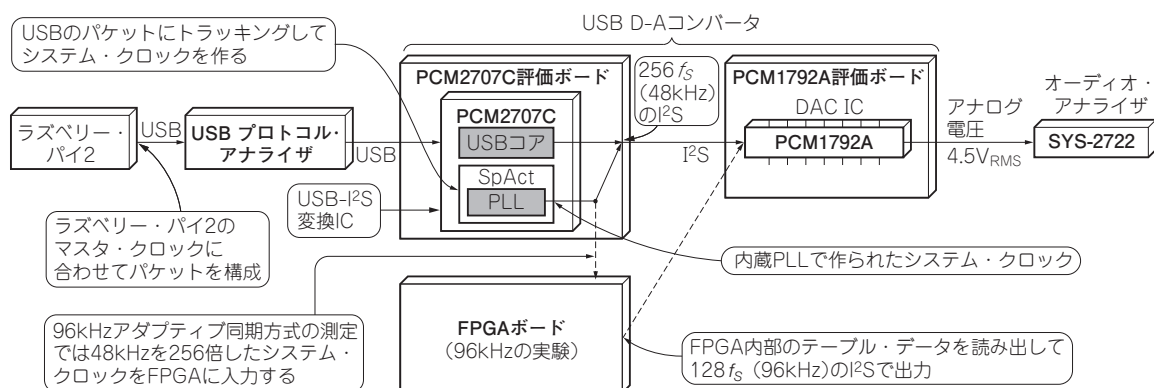 USB D-Aコンバータ
USBのパケットにトラッキングして
システム・クロックを作る
PCM2707C評価ボード
256fS
(48kHz)
のI²S
PCM1792A評価ボード
DAC IC
PCM1792A
アナログ
電圧
4.5VRMS
オーディオ・
アナライザ
SYS-2722
ラズベリー・
パイ2
USB
USB プロトコル・
アナライザ
USB
PCM2707C
USBコア
SpAct
PLL
I²S
USB-I²S
変換IC
ラズベリー・パイ2の
マスタ・クロックに
合わせてパケットを構成
内蔵PLLで作られたシステム・クロック
96kHzアダプティブ同期方式の測定
では48kHzを256倍したシステム・
クロックをFPGAに入力する
FPGAボード
(96kHzの実験)
FPGA内部のテーブル・データを読み出して
128fS (96kHz)のI²Sで出力